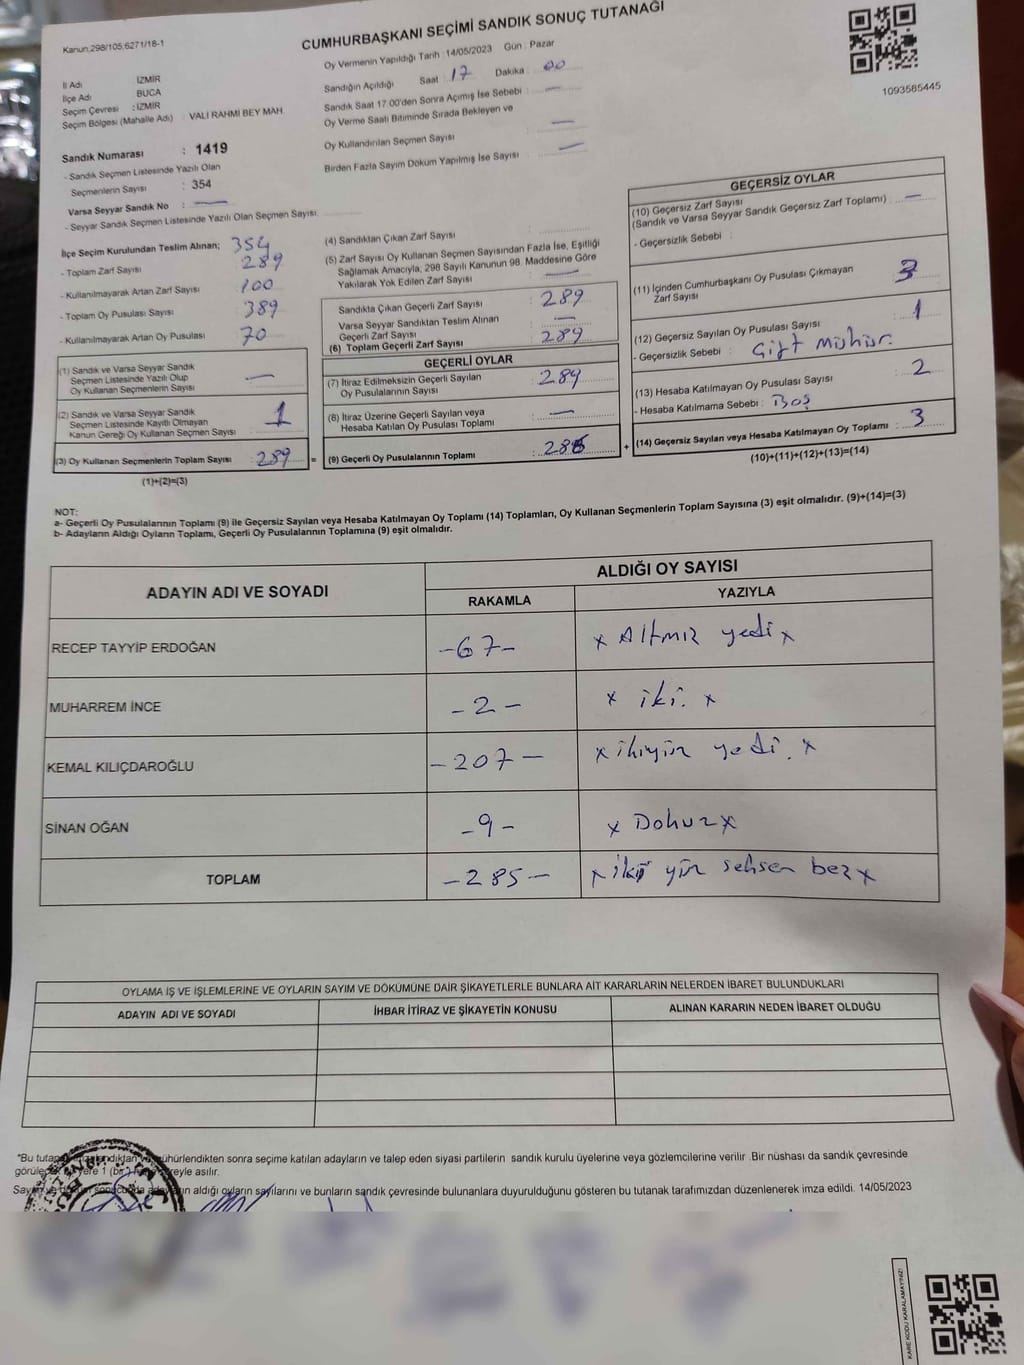 Kanun:298/105,6271/18-1
CUMHURBAŞKANI SEÇİMİ SANDIK SONUÇ TUTANAĞI
Oy Vermenin Yapıldığı Tarih : 14/05/2023 Gün : Pazar
1093585445
İl Adı İZMİR
İlçe Adı BUCA
Seçim Çevresi : İZMİR
Seçim Bölgesi (Mahalle Adı) : VALİ RAHMİ BEY MAH.
Sandık Numarası : 1419
- Sandık Seçmen Listesinde Yazılı Olan
Seçmenlerin Sayısı : 354
Varsa Seyyar Sandık No : —
- Seyyar Sandık Seçmen Listesinde Yazılı Olan Seçmen Sayısı:
Sandığın Açıldığı Saat : 17 Dakika : 00
Sandık Saat 17.00'den Sonra Açımış İse Sebebi : —
Oy Verme Saati Bitiminde Sırada Bekleyen ve
Oy Kullandırılan Seçmen Sayısı : —
Birden Fazla Sayım Döküm Yapılmış İse Sayısı : —
İlçe Seçim Kurulundan Teslim Alınan; 354
- Toplam Zarf Sayısı 289
- Kullanılmayarak Artan Zarf Sayısı : 100
- Toplam Oy Pusulası Sayısı : 389
- Kullanılmayarak Artan Oy Pusulası : 70
(1) Sandık ve Varsa Seyyar Sandık
Seçmen Listesinde Yazılı Olup
Oy Kullanan Seçmenlerin Sayısı : —
(2) Sandık ve Varsa Seyyar Sandık
Seçmen Listesinde Kayıtlı Olmayan
Kanun Gereği Oy Kullanan Seçmen Sayısı : 1
(3) Oy Kullanan Seçmenlerin Toplam Sayısı : 289
(1)+(2)=(3)
(4) Sandıktan Çıkan Zarf Sayısı :
(5) Zarf Sayısı Oy Kullanan Seçmen Sayısından Fazla İse, Eşitliği
Sağlamak Amacıyla, 298 Sayılı Kanunun 98. Maddesine Göre
Yakılarak Yok Edilen Zarf Sayısı : —
Sandıkta Çıkan Geçerli Zarf Sayısı : 289
Varsa Seyyar Sandıktan Teslim Alınan
Geçerli Zarf Sayısı : —
(6) Toplam Geçerli Zarf Sayısı : 289
=
GEÇERLİ OYLAR
(7) İtiraz Edilmeksizin Geçerli Sayılan
Oy Pusulalarının Sayısı : 289
(8) İtiraz Üzerine Geçerli Sayılan veya
Hesaba Katılan Oy Pusulası Toplamı : —
(9) Geçerli Oy Pusulalarının Toplamı : 285
+
GEÇERSİZ OYLAR
(10) Geçersiz Zarf Sayısı
(Sandık ve Varsa Seyyar Sandık Geçersiz Zarf Toplamı) : —
- Geçersizlik Sebebi :
(11) İçinden Cumhurbaşkanı Oy Pusulası Çıkmayan
Zarf Sayısı : 3
(12) Geçersiz Sayılan Oy Pusulası Sayısı : 1
- Geçersizlik Sebebi : Çift Mühür.
(13) Hesaba Katılmayan Oy Pusulası Sayısı : 2
- Hesaba Katılmama Sebebi : Boş
(14) Geçersiz Sayılan veya Hesaba Katılmayan Oy Toplamı : 3
(10)+(11)+(12)+(13)=(14)
NOT:
a- Geçerli Oy Pusulalarının Toplamı (9) ile Geçersiz Sayılan veya Hesaba Katılmayan Oy Toplamı (14) Toplamları, Oy Kullanan Seçmenlerin Toplam Sayısına (3) eşit olmalıdır. (9)+(14)=(3)
b- Adayların Aldığı Oyların Toplamı, Geçerli Oy Pusulalarının Toplamına (9) eşit olmalıdır.
ADAYIN ADI VE SOYADI ALDIĞI OY SAYISI
RAKAMLA YAZIYLA
RECEP TAYYİP ERDOĞAN -67- x Altmız yedi x
MUHARREM İNCE -2- x iki. x
KEMAL KILIÇDAROĞLU -207- x ikiyüz yedi. x
SİNAN OĞAN -9- x Dokuz x
TOPLAM -285- x iki yüz seksen beş x
OYLAMA İŞ VE İŞLEMLERİNE VE OYLARIN SAYIM VE DÖKÜMÜNE DAİR ŞİKAYETLERLE BUNLARA AİT KARARLARIN NELERDEN İBARET BULUNDUKLARI
ADAYIN ADI VE SOYADI İHBAR İTİRAZ VE ŞİKAYETİN KONUSU ALINAN KARARIN NEDEN İBARET OLDUĞU
"Bu tutanak sonra seçime katılan adayların ve talep eden siyasi partilerin sandık kurulu üyelerine veya gözlemcilerine verilir .Bir nüshası da sandık çevresinde
görülecek bir yere 1 (bir) süreyle asılır.
Sayım ve aldığı oyların sayılarını ve bunların sandık çevresinde bulunanlara duyurulduğunu gösteren bu tutanak tarafımızdan düzenlenerek imza edildi. 14/05/2023
KARE KODU KARALAMAYINIZ!